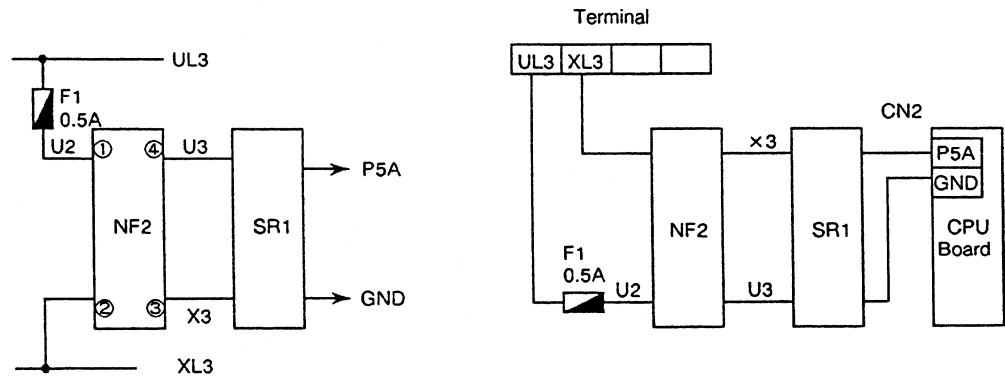 UL3
F1
0.5A
U2
① ④
U3
NF2
SR1
P5A
② ③
X3
GND
XL3
Terminal
UL3 XL3
CN2
×3
P5A
GND
NF2
SR1
CPU
Board
F1
0.5A
U2
U3